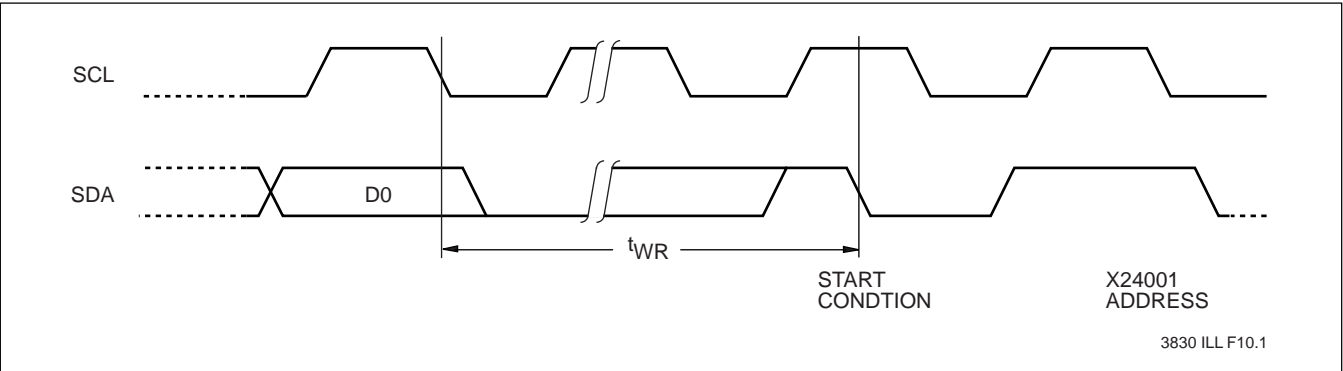 SCL
SDA
D0
tWR
START
CONDTION
X24001
ADDRESS
3830 ILL F10.1